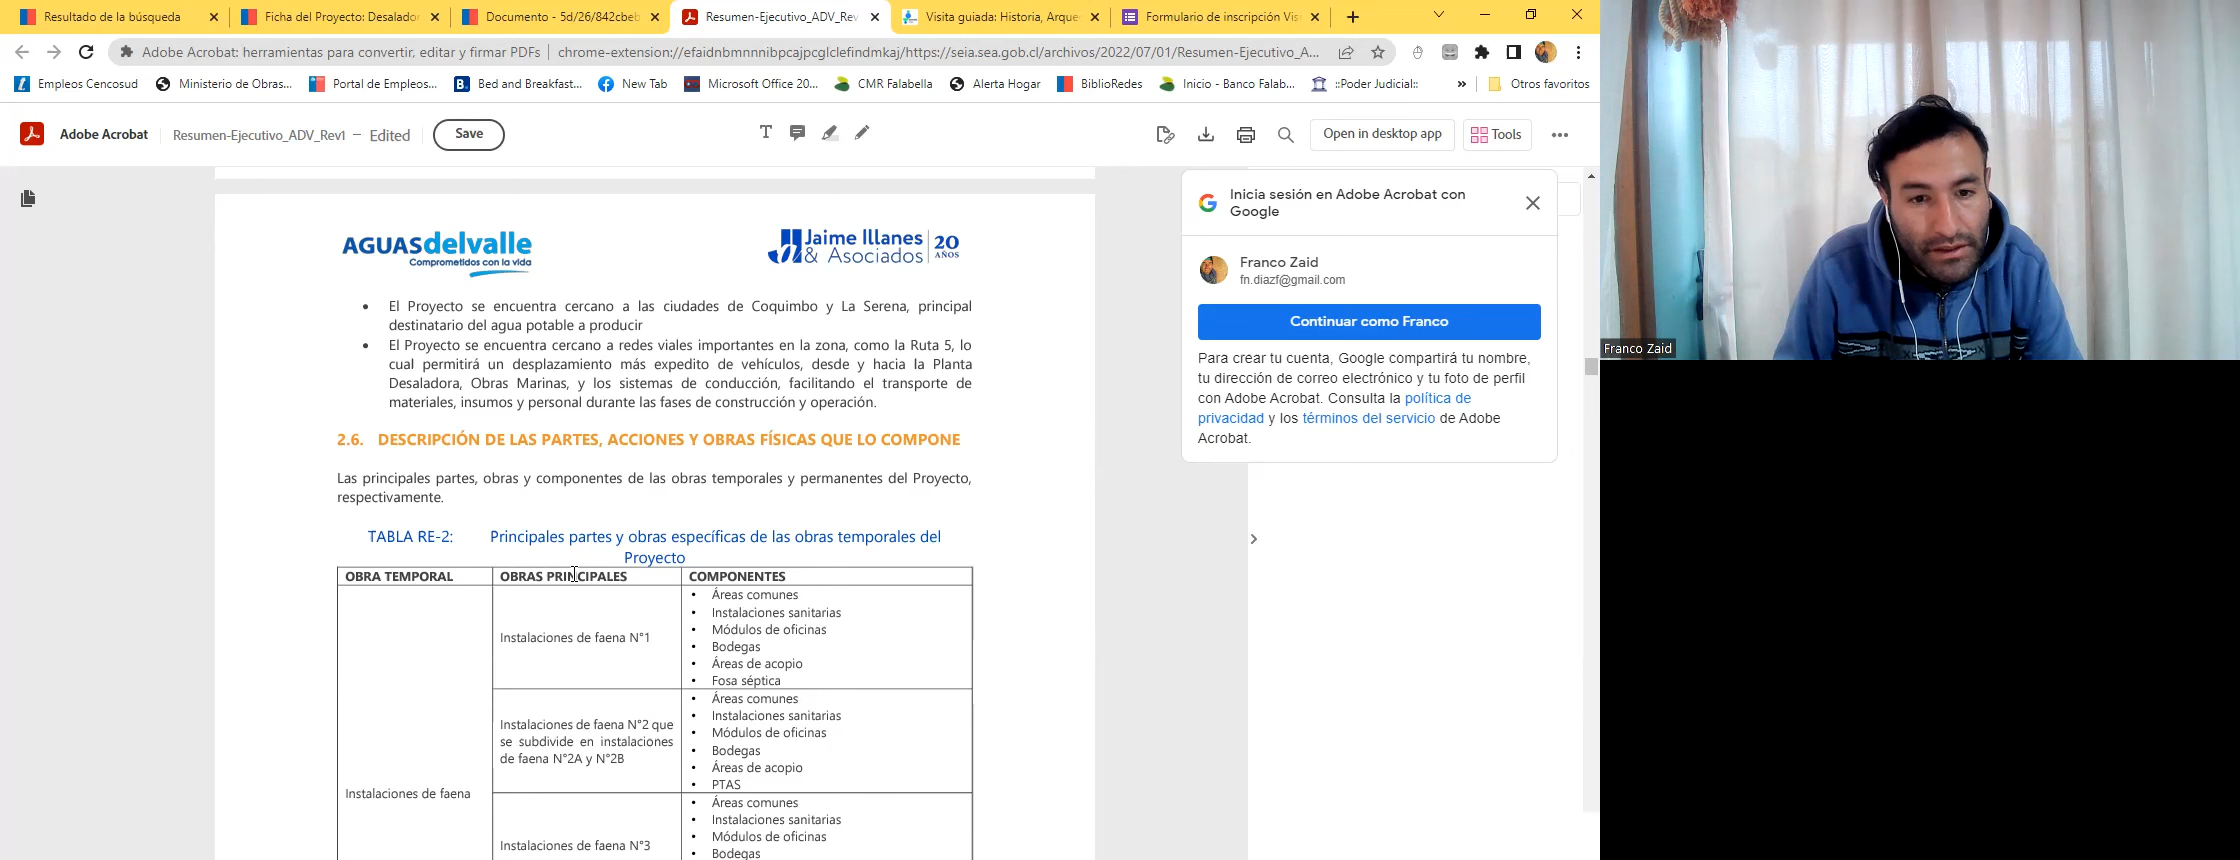 Resultado de la búsqueda
Ficha del Proyecto: Desalador
Documento - 5d/26/842cbeb
Resumen-Ejecutivo_ADV_Rev
Visita guiada: Historia, Arque
Formulario de inscripción Vis
Adobe Acrobat: herramientas para convertir, editar y firmar PDFs | chrome-extension://efaidnbmnnnibpcajpcglclefindmkaj/https://seia.sea.gob.cl/archivos/2022/07/01/Resumen-Ejecutivo_A...
Empleos Cencosud
Ministerio de Obras...
Portal de Empleos...
Bed and Breakfast...
New Tab
Microsoft Office 20...
CMR Falabella
Alerta Hogar
BiblioRedes
Inicio - Banco Falab...
::Poder Judicial::
»
Otros favoritos
Adobe Acrobat
Resumen-Ejecutivo_ADV_Rev1 — Edited
Save
Open in desktop app
Tools
AGUASdelvalle
Comprometidos con la vida
Jaime Illanes
& Asociados
20
AÑOS
• El Proyecto se encuentra cercano a las ciudades de Coquimbo y La Serena, principal
destinatario del agua potable a producir
• El Proyecto se encuentra cercano a redes viales importantes en la zona, como la Ruta 5, lo
cual permitirá un desplazamiento más expedito de vehículos, desde y hacia la Planta
Desaladora, Obras Marinas, y los sistemas de conducción, facilitando el transporte de
materiales, insumos y personal durante las fases de construcción y operación.
2.6. DESCRIPCIÓN DE LAS PARTES, ACCIONES Y OBRAS FÍSICAS QUE LO COMPONE
Las principales partes, obras y componentes de las obras temporales y permanentes del Proyecto,
respectivamente.
TABLA RE-2: Principales partes y obras específicas de las obras temporales del
Proyecto
OBRA TEMPORAL
OBRAS PRINCIPALES
COMPONENTES
Instalaciones de faena
Instalaciones de faena N°1
• Áreas comunes
• Instalaciones sanitarias
• Módulos de oficinas
• Bodegas
• Áreas de acopio
• Fosa séptica
Instalaciones de faena N°2 que
se subdivide en instalaciones
de faena N°2A y N°2B
• Áreas comunes
• Instalaciones sanitarias
• Módulos de oficinas
• Bodegas
• Áreas de acopio
• PTAS
Instalaciones de faena N°3
• Áreas comunes
• Instalaciones sanitarias
• Módulos de oficinas
• Bodegas
Inicia sesión en Adobe Acrobat con
Google
Franco Zaid
fn.diazf@gmail.com
Continuar como Franco
Para crear tu cuenta, Google compartirá tu nombre,
tu dirección de correo electrónico y tu foto de perfil
con Adobe Acrobat. Consulta la política de
privacidad y los términos del servicio de Adobe
Acrobat.
Franco Zaid